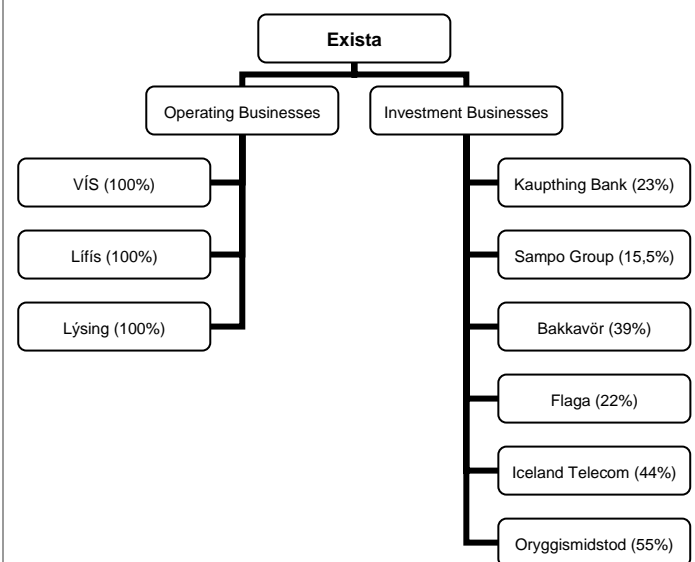 Exista
Operating Businesses
Investment Businesses
VÍS (100%)
Kaupthing Bank (23%)
Lífís (100%)
Sampo Group (15,5%)
Lýsing (100%)
Bakkavör (39%)
Flaga (22%)
Iceland Telecom (44%)
Oryggismidstod (55%)